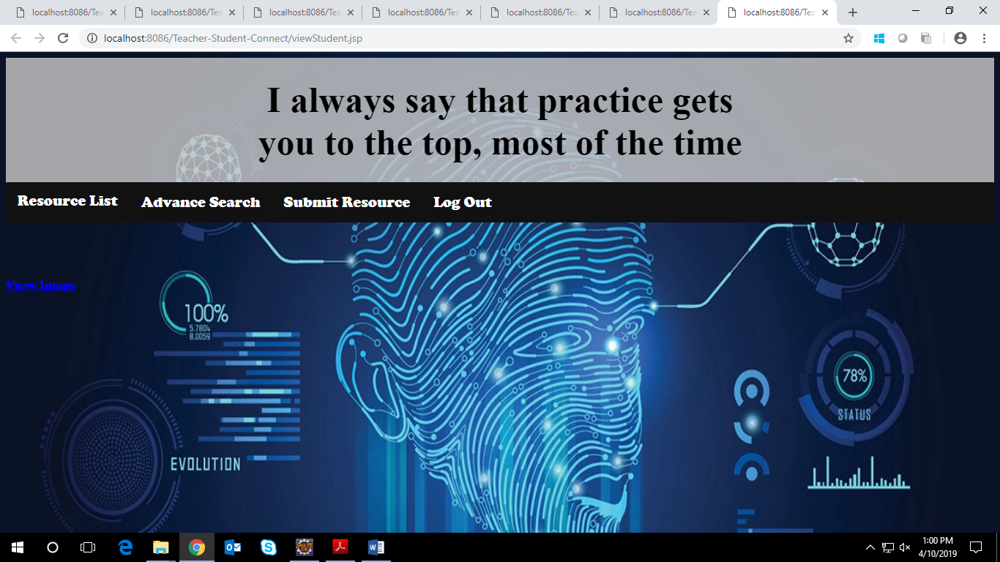 localhost:8086/Tea
localhost:8086/Tea
localhost:8086/Tea
localhost:8086/Tea
localhost:8086/Tea
localhost:8086/Tea
localhost:8086/Tea
localhost:8086/Teacher-Student-Connect/viewStudent.jsp
I always say that practice gets
you to the top, most of the time
Resource List Advance Search Submit Resource Log Out
View Image
100%
5.7804
8.0059
78%
STATUS
EVOLUTION
1:00 PM
4/10/2019